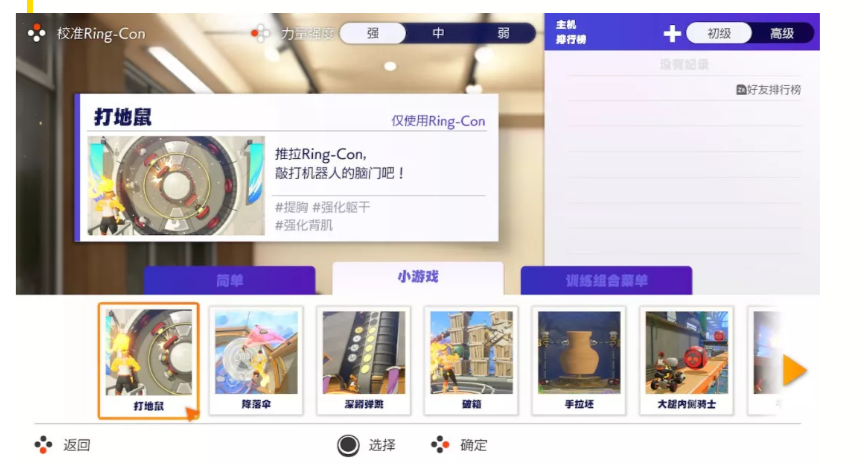 校准Ring-Con
力量强度 强 中 弱
主机
排行榜
初级 高级
没有记录
好友排行榜
打地鼠
仅使用Ring-Con
推拉Ring-Con,
敲打机器人的脑门吧！
#提胸 #强化躯干
#强化背肌
简单 小游戏 训练组合菜单
打地鼠 降落伞 深蹲弹跳 破箱 手拉坯 大腿内侧骑士
返回 选择 确定